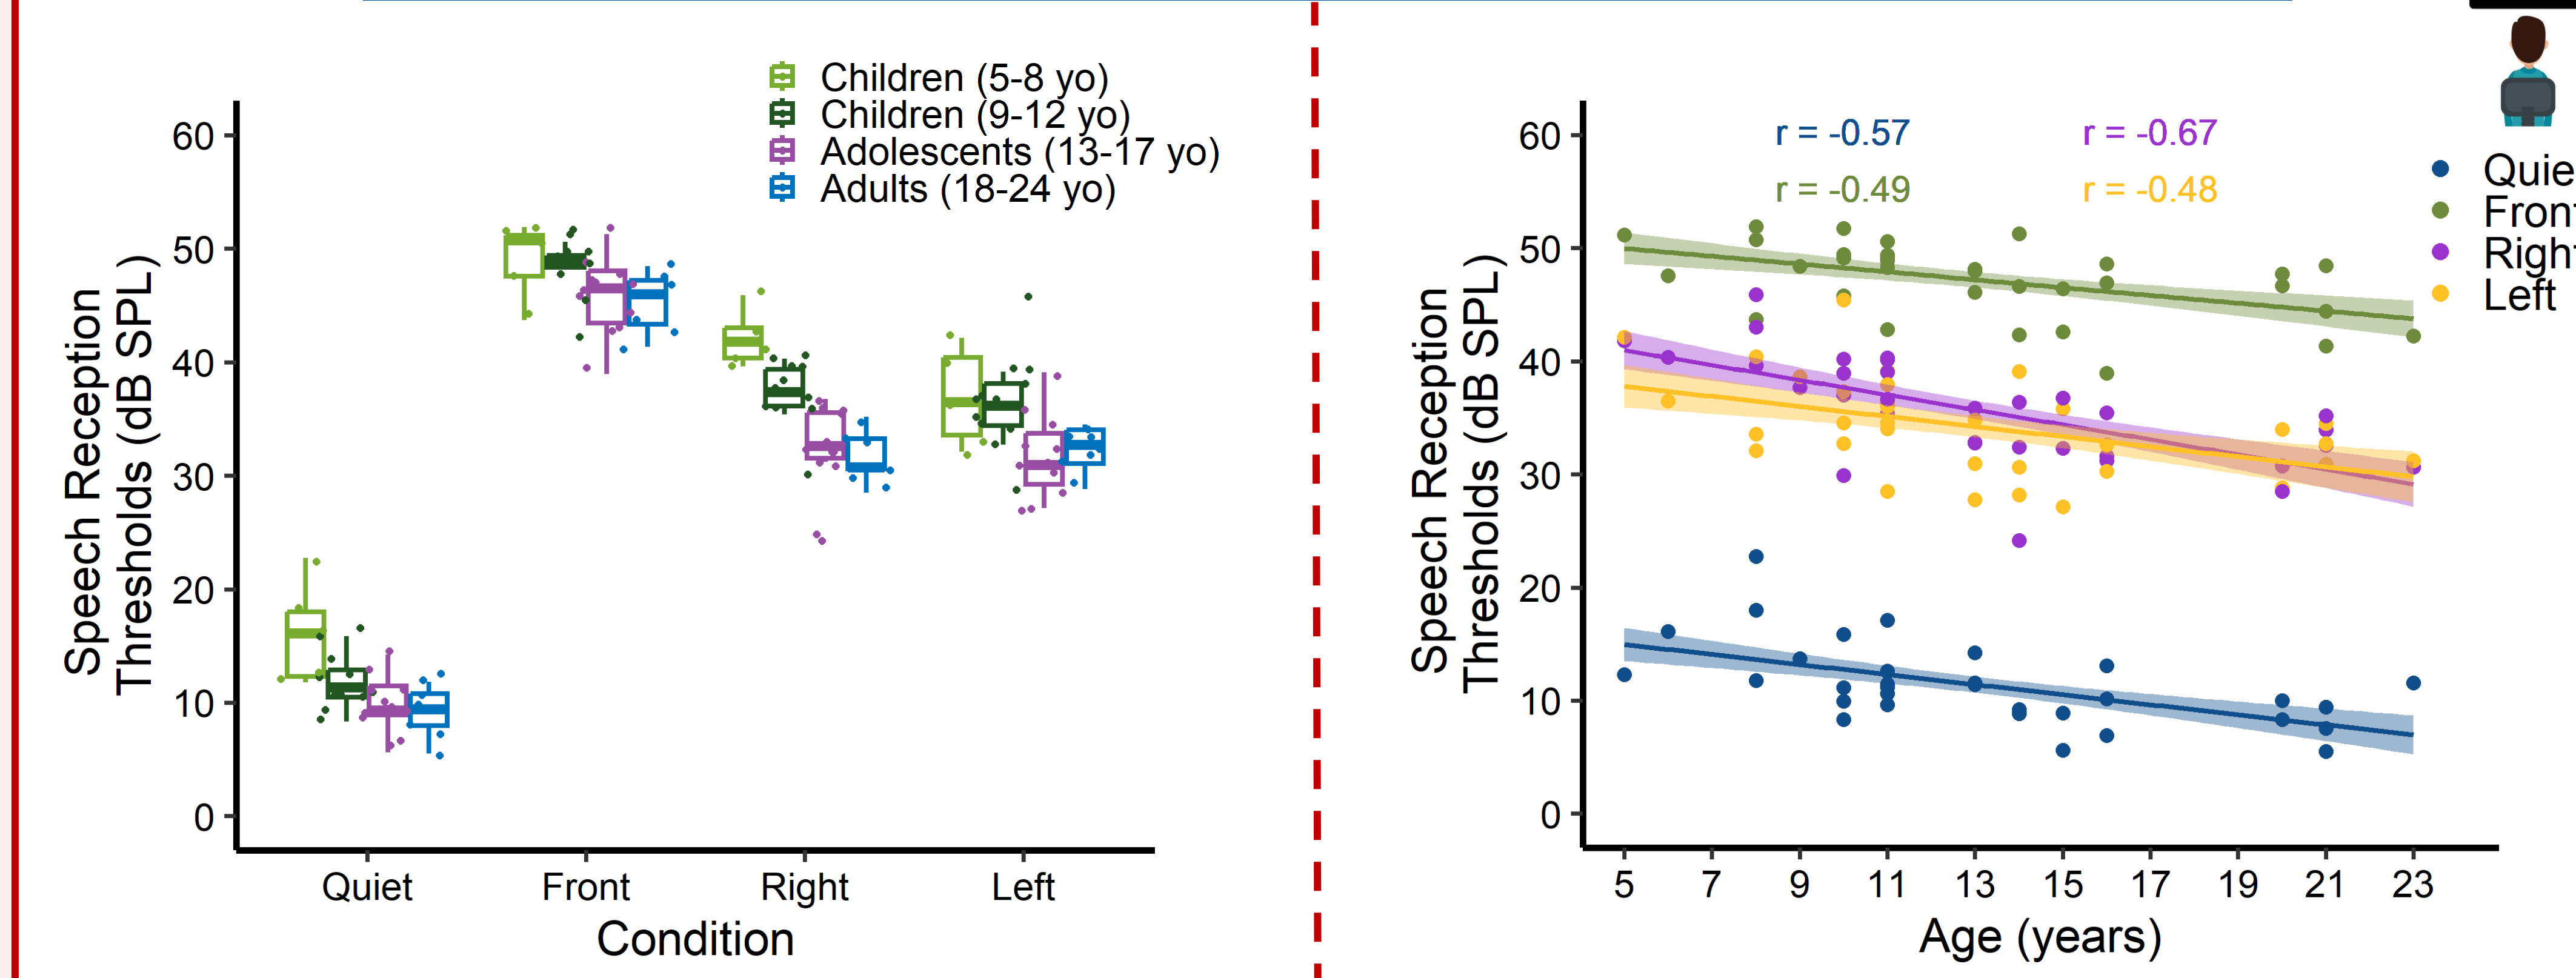 Children (5-8 yo)
Children (9-12 yo)
Adolescents (13-17 yo)
Adults (18-24 yo)
Speech Reception
Thresholds (dB SPL)
60
50
40
30
20
10
0
Quiet Front Right Left
Condition
r = -0.57 r = -0.67
r = -0.49 r = -0.48
Quie
Front
Right
Left
Speech Reception
Thresholds (dB SPL)
60
50
40
30
20
10
0
5 7 9 11 13 15 17 19 21 23
Age (years)